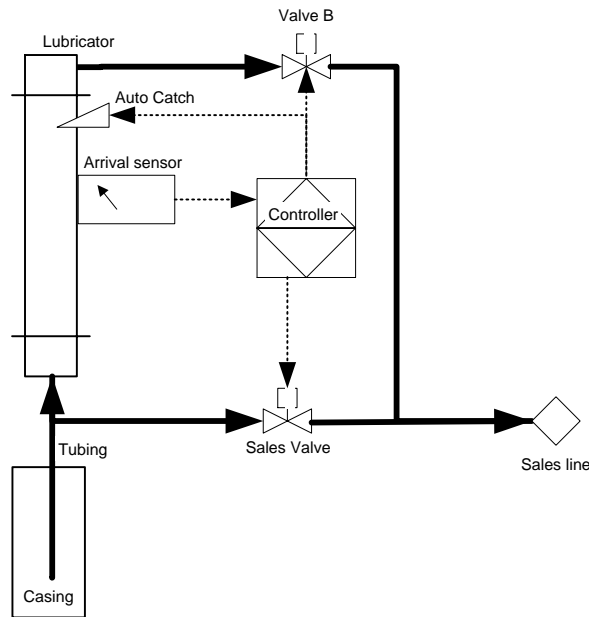 Valve B
Lubricator
Auto Catch
Arrival sensor
Controller
Tubing
Sales Valve
Sales line
Casing